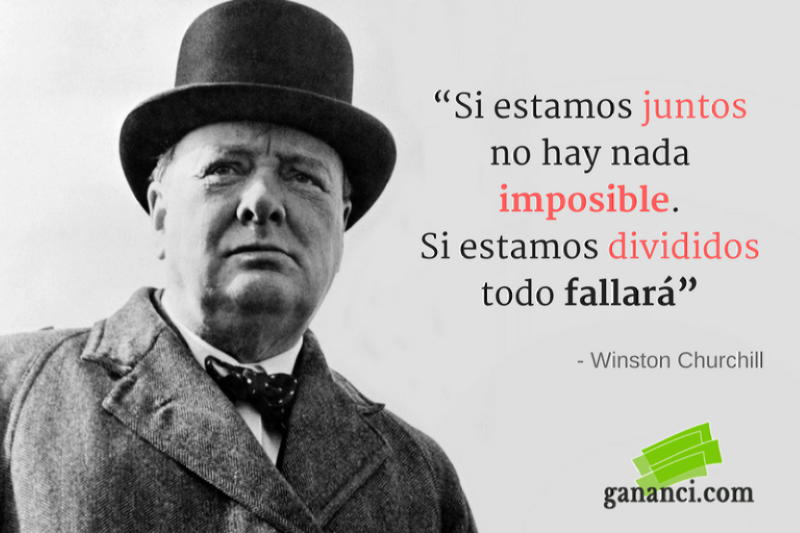 “Si estamos juntos
no hay nada
imposible.
Si estamos divididos
todo fallará”
- Winston Churchill
gananci.com